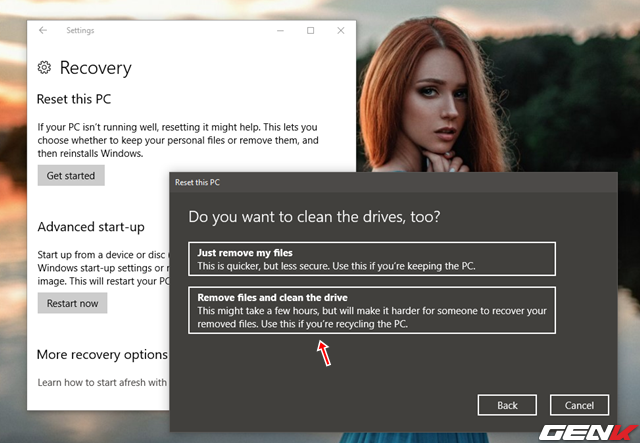 Settings
Recovery
Reset this PC
If your PC isn't running well, resetting it might help. This lets you
choose whether to keep your personal files or remove them, and
then reinstalls Windows.
Get started
Advanced start-up
Start up from a device or disc
Windows start-up settings or
image. This will restart your PC
Restart now
More recovery options
Learn how to start afresh with
Reset this PC
Do you want to clean the drives, too?
Just remove my files
This is quicker, but less secure. Use this if you're keeping the PC.
Remove files and clean the drive
This might take a few hours, but will make it harder for someone to recover your
removed files. Use this if you're recycling the PC.
Back
Cancel
GENK